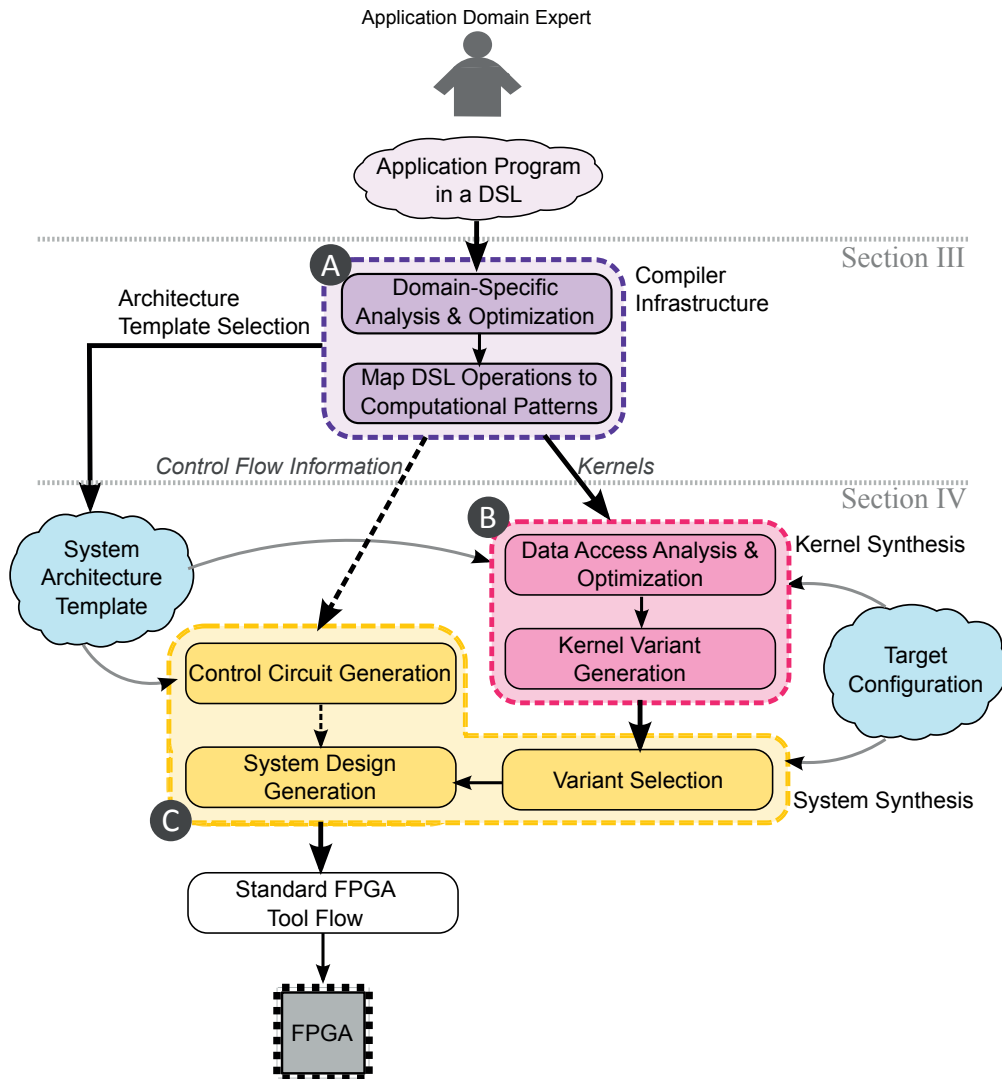 Application Domain Expert
Application Program
in a DSL
Section III
A
Compiler
Infrastructure
Domain-Specific
Analysis & Optimization
Architecture
Template Selection
Map DSL Operations to
Computational Patterns
Control Flow Information
Kernels
Section IV
B
Kernel Synthesis
System
Architecture
Template
Data Access Analysis &
Optimization
Kernel Variant
Generation
Target
Configuration
Control Circuit Generation
System Design
Generation
Variant Selection
System Synthesis
C
Standard FPGA
Tool Flow
FPGA